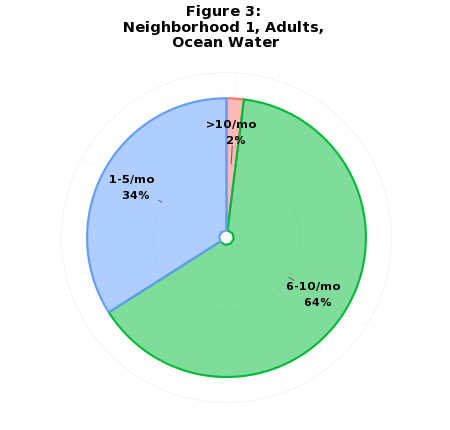 Figure 3:
Neighborhood 1, Adults,
Ocean Water
>10/mo
2%
1-5/mo
34%
6-10/mo
64%